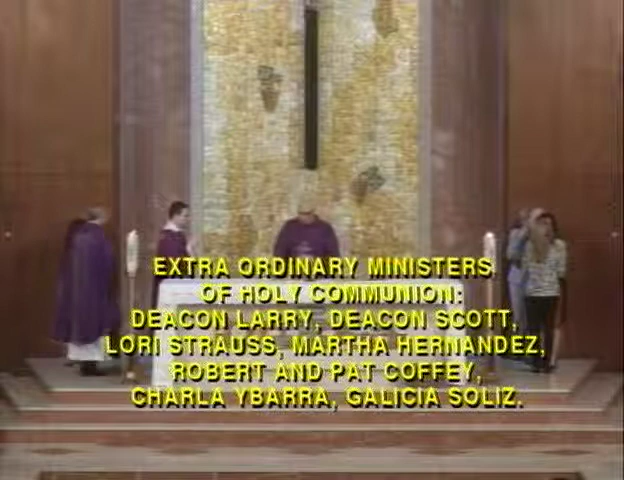 EXTRA ORDINARY MINISTERS
OF HOLY COMMUNION:
DEACON LARRY, DEACON SCOTT,
LORI STRAUSS, MARTHA HERNANDEZ,
ROBERT AND PAT COFFEY,
CHARLA YBARRA, GALICIA SOLIZ.